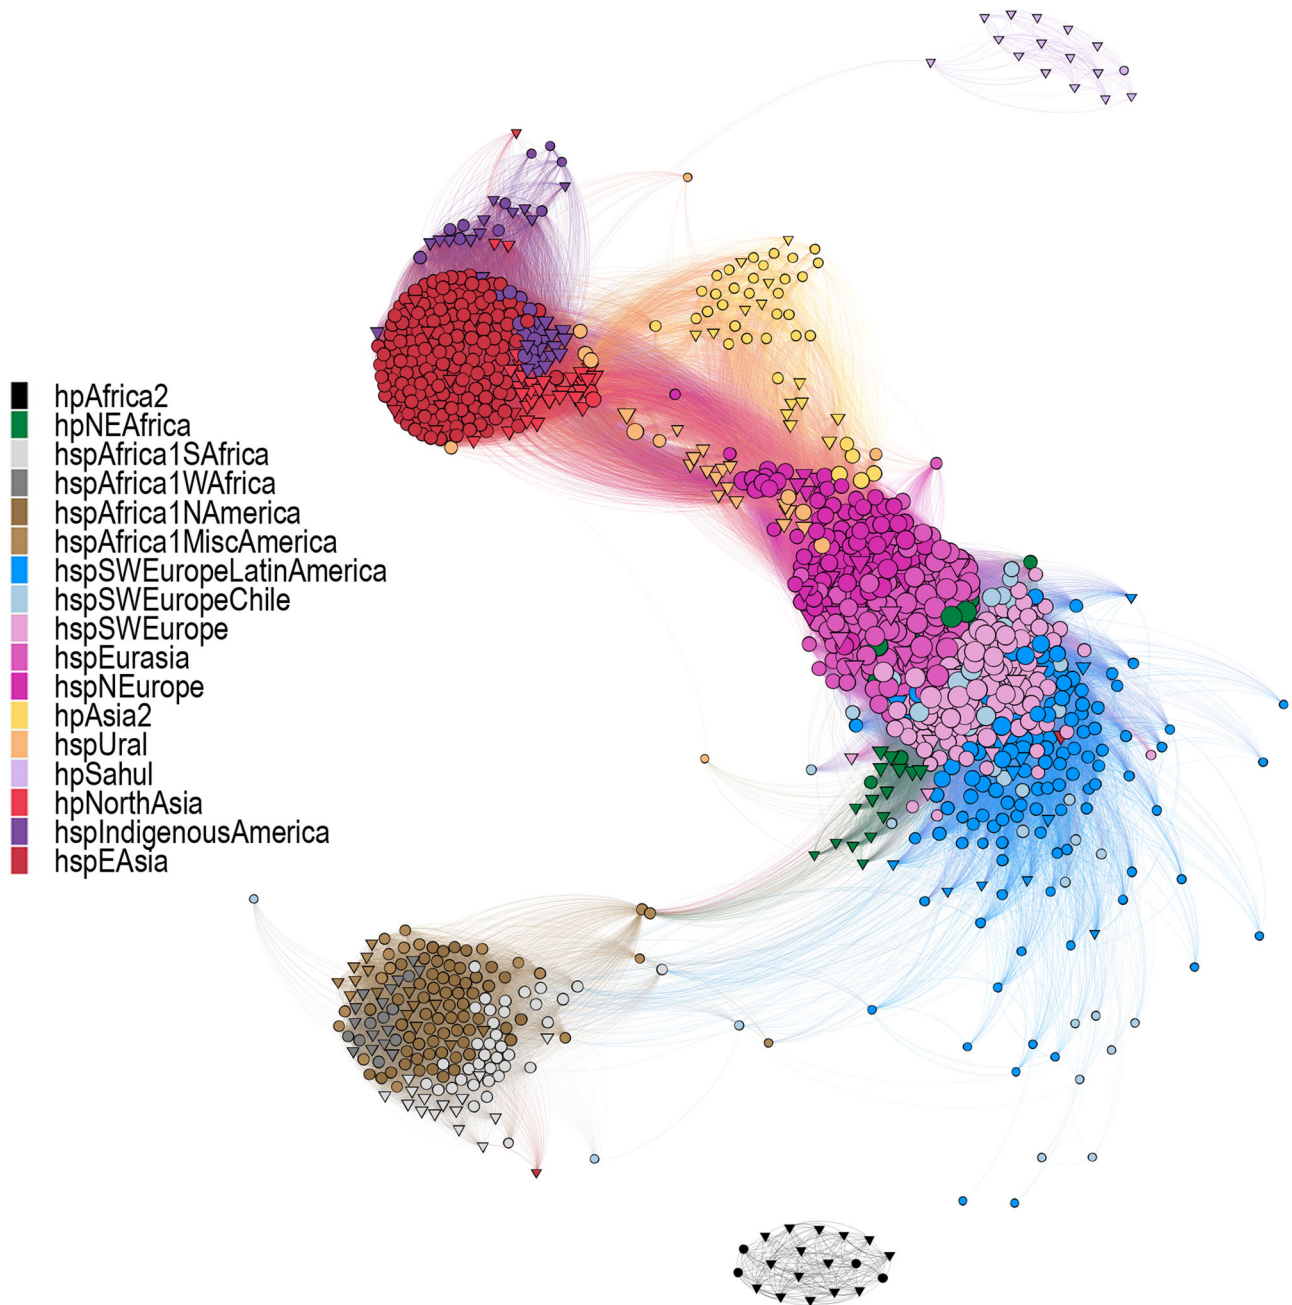 hpAfrica2
hpNEAfrica
hspAfrica1SAfrica
hspAfrica1WAfrica
hspAfrica1NAmerica
hspAfrica1MiscAmerica
hspSWEuropeLatinAmerica
hspSWEuropeChile
hspSWEurope
hspEurasia
hspNEurope
hpAsia2
hspUral
hpSahul
hpNorthAsia
hspIndigenousAmerica
hspEAsia